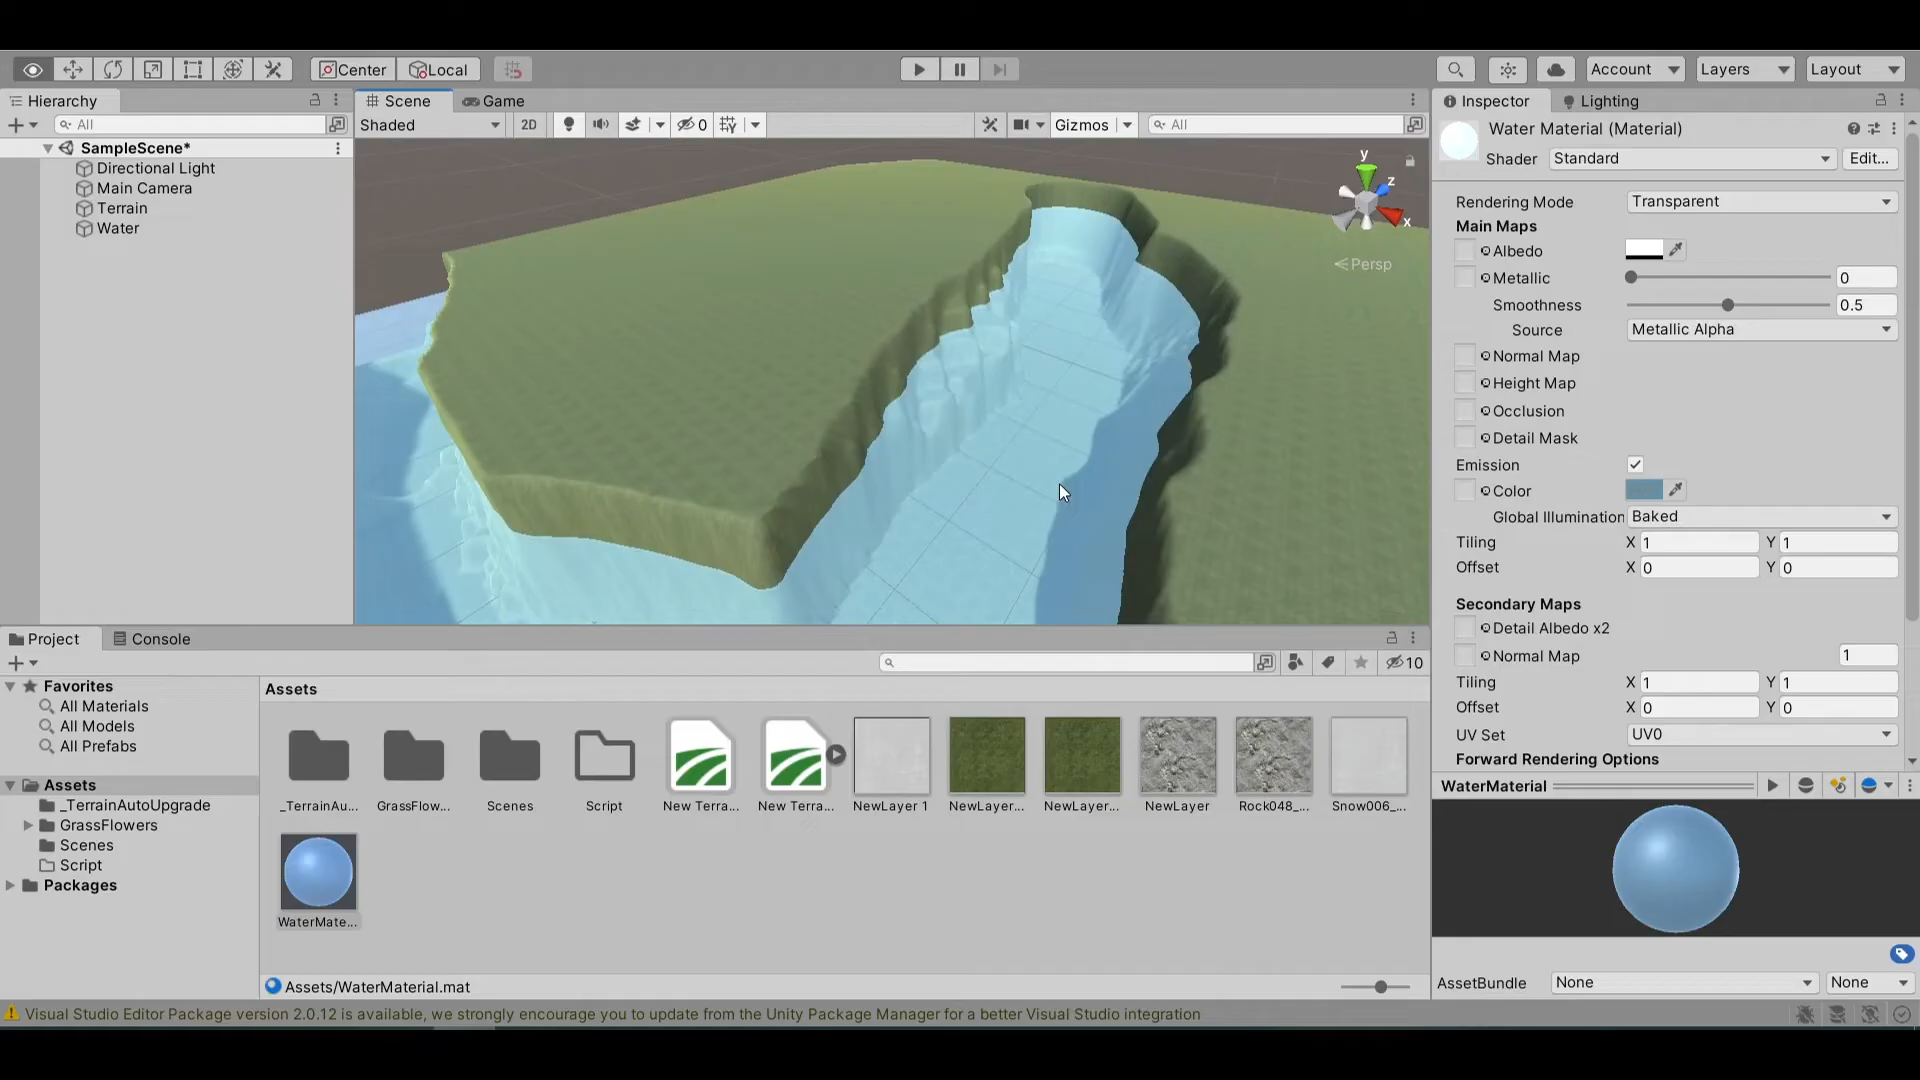 Center
Local
Account
Layers
Layout
Hierarchy
All
SampleScene*
Directional Light
Main Camera
Terrain
Water
Scene
Game
Shaded
2D
0
Gizmos
All
y
z
x
Persp
Inspector
Lighting
Water Material (Material)
Shader
Standard
Edit...
Rendering Mode
Transparent
Main Maps
Albedo
Metallic
0
Smoothness
0.5
Source
Metallic Alpha
Normal Map
Height Map
Occlusion
Detail Mask
Emission
Color
Global Illumination
Baked
Tiling
X 1
Y 1
Offset
X 0
Y 0
Secondary Maps
Detail Albedo x2
Normal Map
1
Tiling
X 1
Y 1
Offset
X 0
Y 0
UV Set
UV0
Forward Rendering Options
WaterMaterial
AssetBundle
None
None
Project
Console
10
Favorites
All Materials
All Models
All Prefabs
Assets
_TerrainAutoUpgrade
GrassFlowers
Scenes
Script
Packages
Assets
_TerrainAu...
GrassFlow...
Scenes
Script
New Terra...
New Terra...
NewLayer 1
NewLayer...
NewLayer...
NewLayer
Rock048_...
Snow006_...
WaterMate...
Assets/WaterMaterial.mat
Visual Studio Editor Package version 2.0.12 is available, we strongly encourage you to update from the Unity Package Manager for a better Visual Studio integration